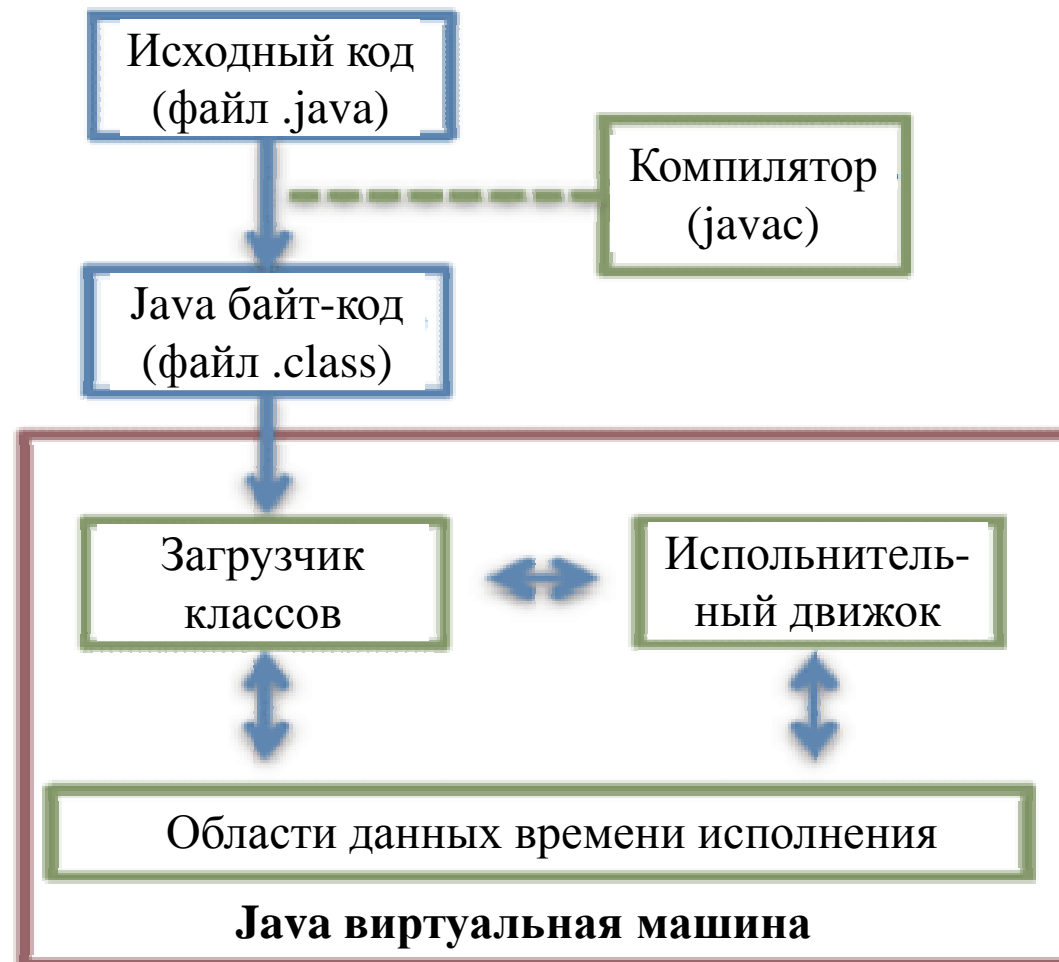 Исходный код
(файл .java)
Компилятор
(javac)
Java байт-код
(файл .class)
Загрузчик
классов
Испольнитель-
ный движок
Области данных времени исполнения
Java виртуальная машина